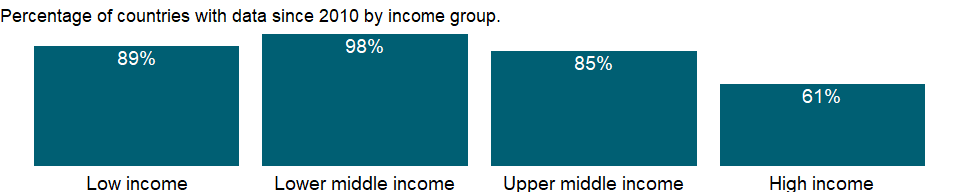 Percentage of countries with data since 2010 by income group.
89%
98%
85%
61%
Low income
Lower middle income
Upper middle income
High income